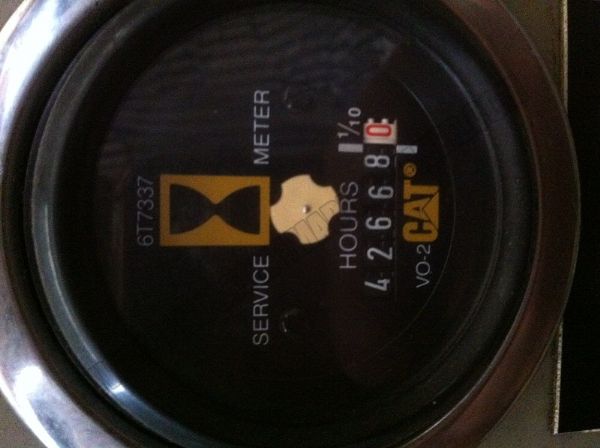 6T7337
SERVICE METER
HOURS 1/10
4 2 6 6 8 0
VO-2 CAT®